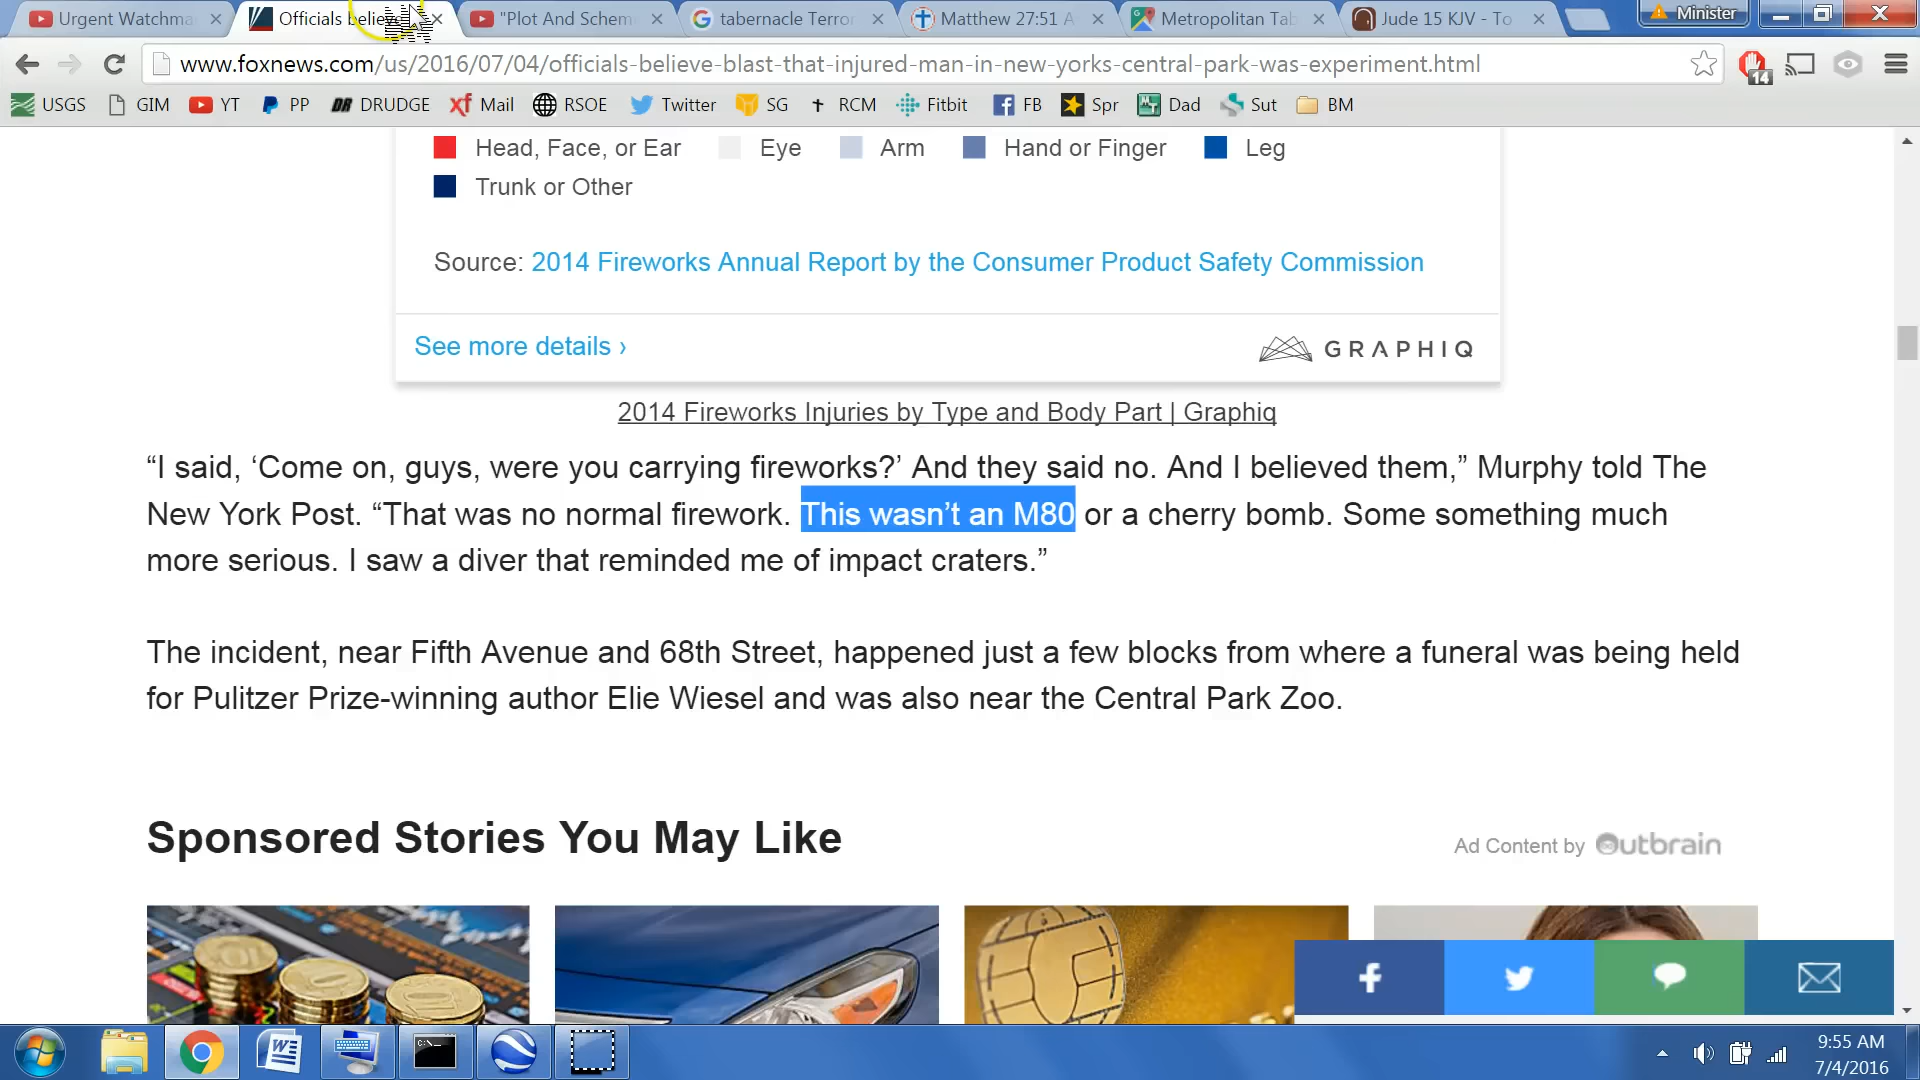 Urgent Watchma
Officials believe
"Plot And Schem
tabernacle Terror
Matthew 27:51 A
Metropolitan Tab
Jude 15 KJV - To
Minister
www.foxnews.com/us/2016/07/04/officials-believe-blast-that-injured-man-in-new-yorks-central-park-was-experiment.html
14
USGS GIM YT PP DRUDGE Mail RSOE Twitter SG RCM Fitbit FB Spr Dad Sut BM
Head, Face, or Ear Eye Arm Hand or Finger Leg
Trunk or Other
Source: 2014 Fireworks Annual Report by the Consumer Product Safety Commission
See more details ›
GRAPHIQ
2014 Fireworks Injuries by Type and Body Part | Graphiq
“I said, ‘Come on, guys, were you carrying fireworks?’ And they said no. And I believed them,” Murphy told The
New York Post. “That was no normal firework. This wasn’t an M80 or a cherry bomb. Some something much
more serious. I saw a diver that reminded me of impact craters.”
The incident, near Fifth Avenue and 68th Street, happened just a few blocks from where a funeral was being held
for Pulitzer Prize-winning author Elie Wiesel and was also near the Central Park Zoo.
Sponsored Stories You May Like
Ad Content by Outbrain
9:55 AM
7/4/2016